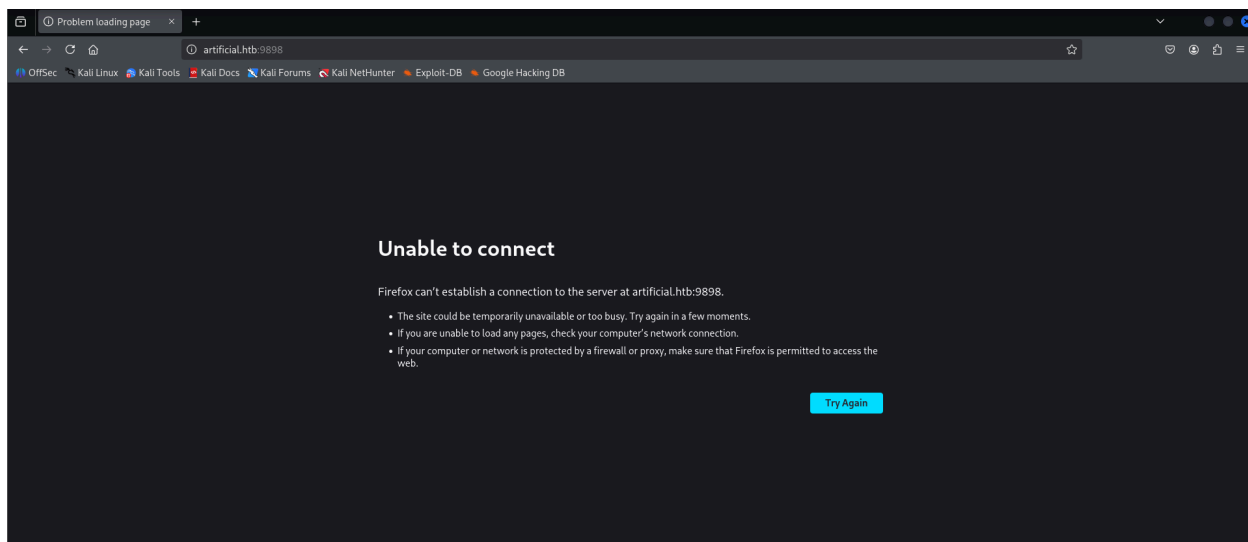 Problem loading page
artificial.htb:9898
OffSec Kali Linux Kali Tools Kali Docs Kali Forums Kali NetHunter Exploit-DB Google Hacking DB
Unable to connect
Firefox can’t establish a connection to the server at artificial.htb:9898.
• The site could be temporarily unavailable or too busy. Try again in a few moments.
• If you are unable to load any pages, check your computer’s network connection.
• If your computer or network is protected by a firewall or proxy, make sure that Firefox is permitted to access the
web.
Try Again